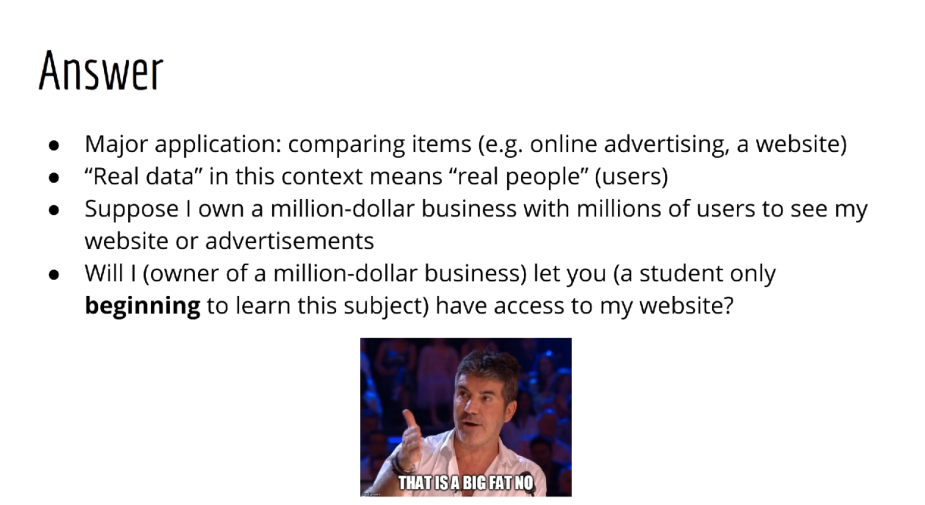 Answer
● Major application: comparing items (e.g. online advertising, a website)
● “Real data” in this context means “real people” (users)
● Suppose I own a million-dollar business with millions of users to see my
website or advertisements
● Will I (owner of a million-dollar business) let you (a student only
beginning to learn this subject) have access to my website?
THAT IS A BIG FAT NO